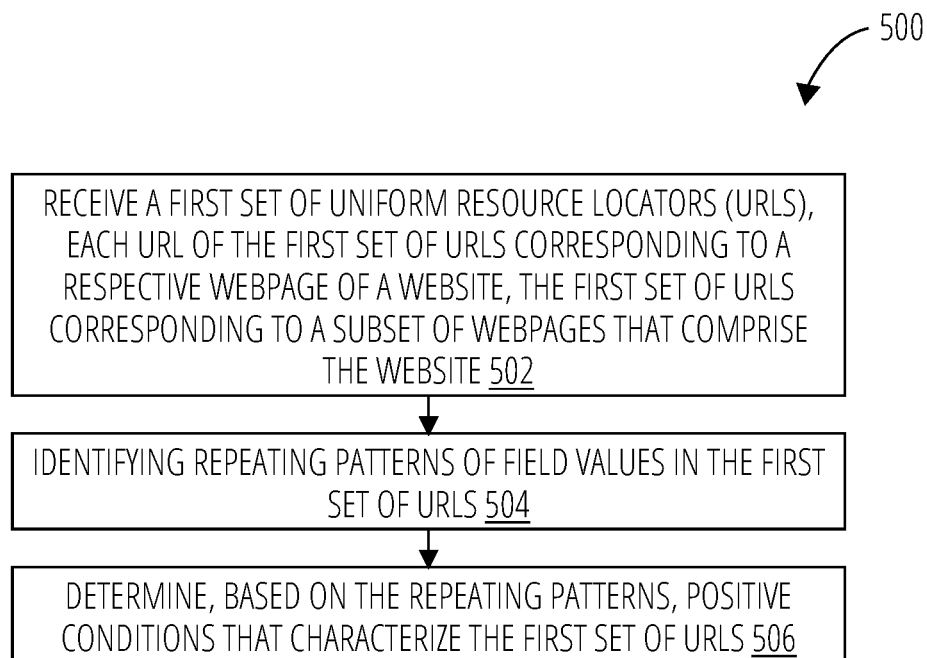 500
RECEIVE A FIRST SET OF UNIFORM RESOURCE LOCATORS (URLS),
EACH URL OF THE FIRST SET OF URLS CORRESPONDING TO A
RESPECTIVE WEBPAGE OF A WEBSITE, THE FIRST SET OF URLS
CORRESPONDING TO A SUBSET OF WEBPAGES THAT COMPRISE
THE WEBSITE 502
IDENTIFYING REPEATING PATTERNS OF FIELD VALUES IN THE FIRST
SET OF URLS 504
DETERMINE, BASED ON THE REPEATING PATTERNS, POSITIVE
CONDITIONS THAT CHARACTERIZE THE FIRST SET OF URLS 506